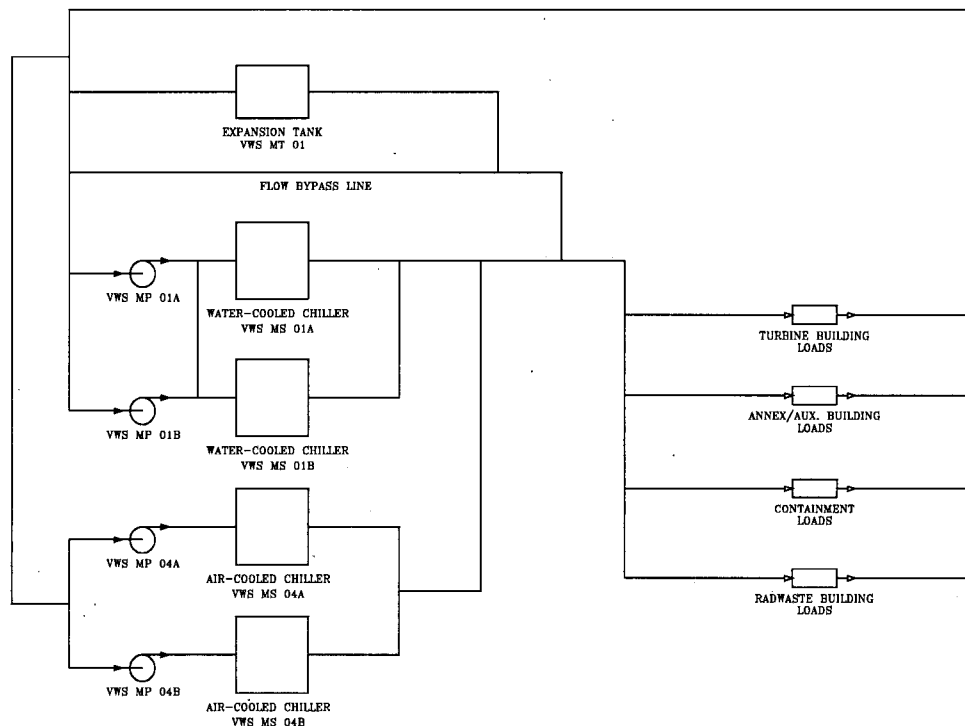 EXPANSION TANK
VWS MT 01
FLOW BYPASS LINE
VWS MP 01A
WATER-COOLED CHILLER
VWS MS 01A
TURBINE BUILDING
LOADS
ANNEX/AUX. BUILDING
LOADS
VWS MP 01B
WATER-COOLED CHILLER
VWS MS 01B
CONTAINMENT
LOADS
VWS MP 04A
AIR-COOLED CHILLER
VWS MS 04A
RADWASTE BUILDING
LOADS
VWS MP 04B
AIR-COOLED CHILLER
VWS MS 04B